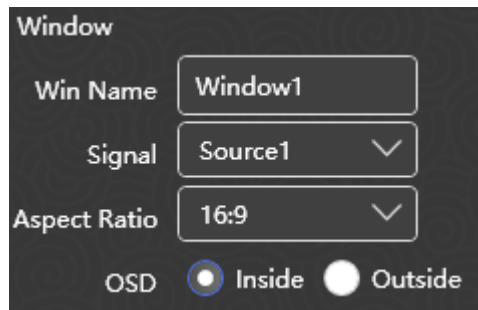 Window
Win Name Window1
Signal Source1
Aspect Ratio 16:9
OSD Inside Outside